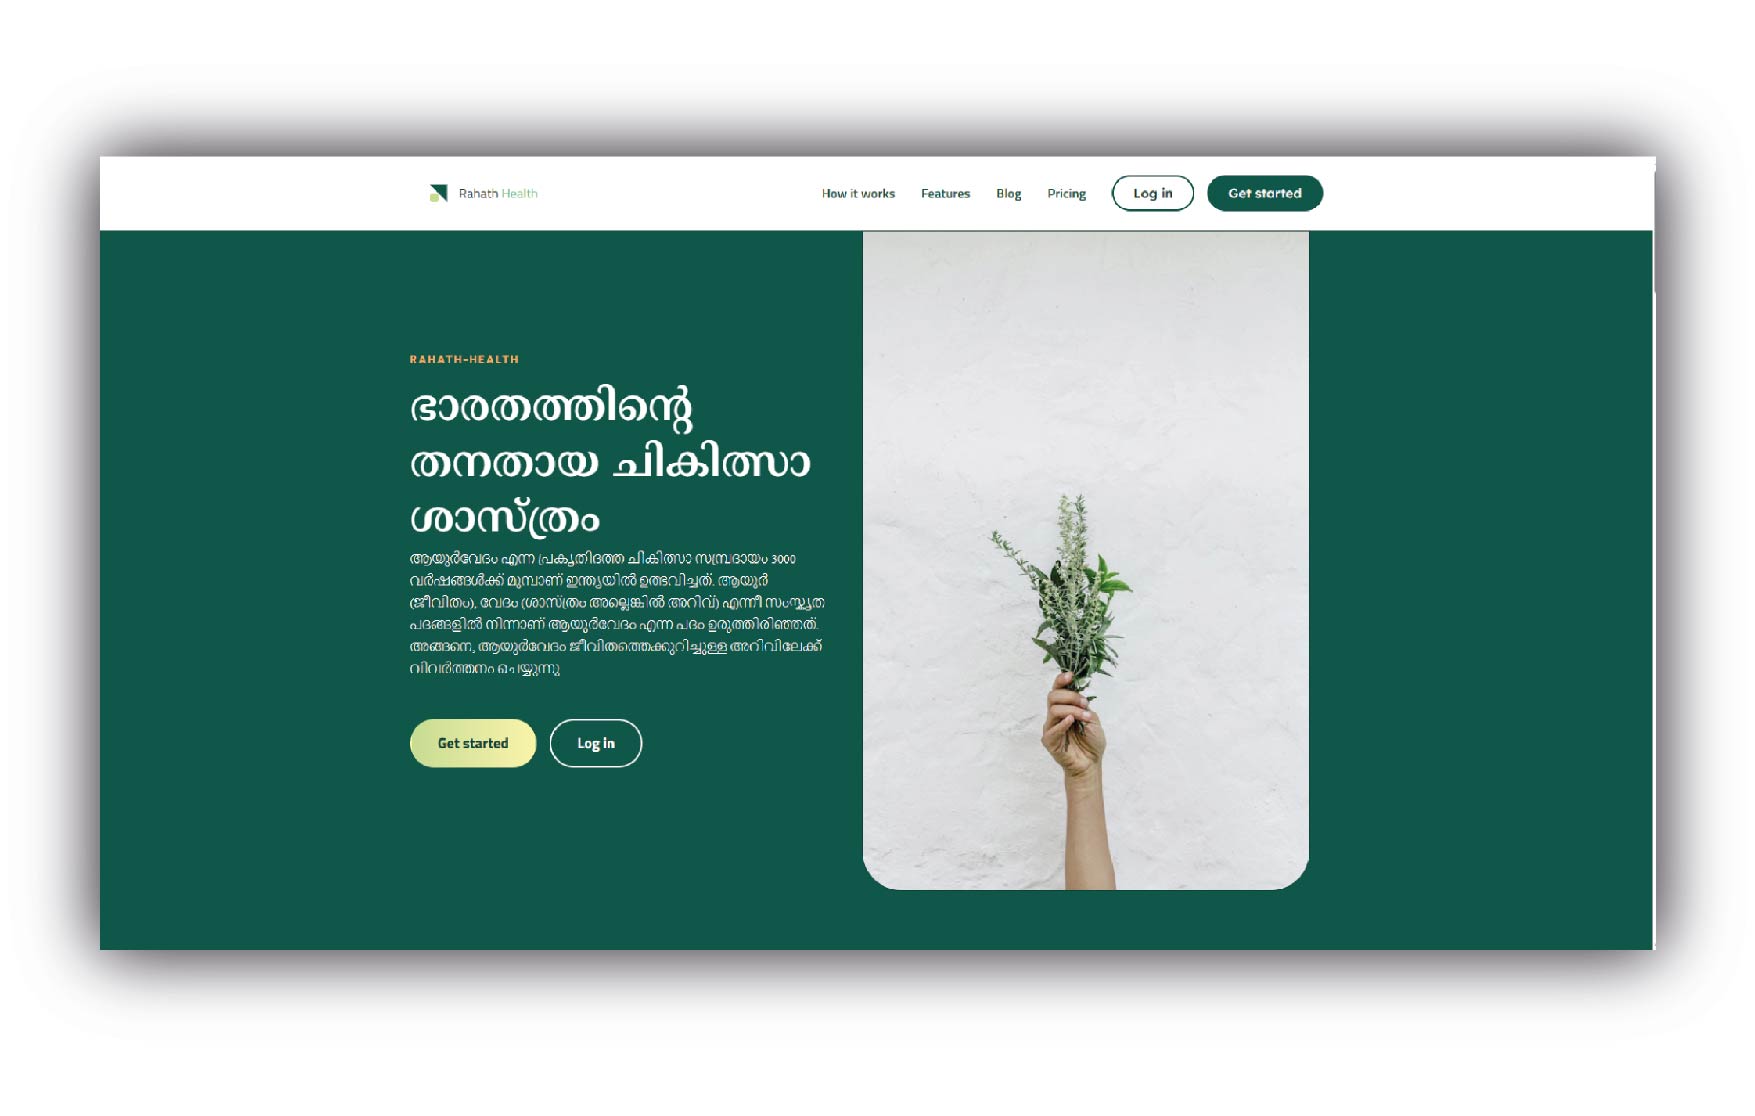 Rahath Health
How it works
Features
Blog
Pricing
Log in
Get started
RAHATH-HEALTH
ഭാരതത്തിന്റെ
തനതായ ചികിത്സാ
ശാസ്ത്രം
ആയുർവേദം എന്ന പ്രകൃതിദത്ത ചികിത്സാ സമ്പ്രദായം 3000
വർഷങ്ങൾക്ക് മുമ്പാണ് ഇന്ത്യയിൽ ഉത്ഭവിച്ചത്. ആയുർ
(ജീവിതം), വേദം (ശാസ്ത്രം അല്ലെങ്കിൽ അറിവ്) എന്നീ സംസ്കൃത
പദങ്ങളിൽ നിന്നാണ് ആയുർവേദം എന്ന പദം ഉരുത്തിരിഞ്ഞത്.
അങ്ങനെ, ആയുർവേദം ജീവിതത്തെക്കുറിച്ചുള്ള അറിവിലേക്ക്
വിവർത്തനം ചെയ്യുന്നു
Get started
Log in